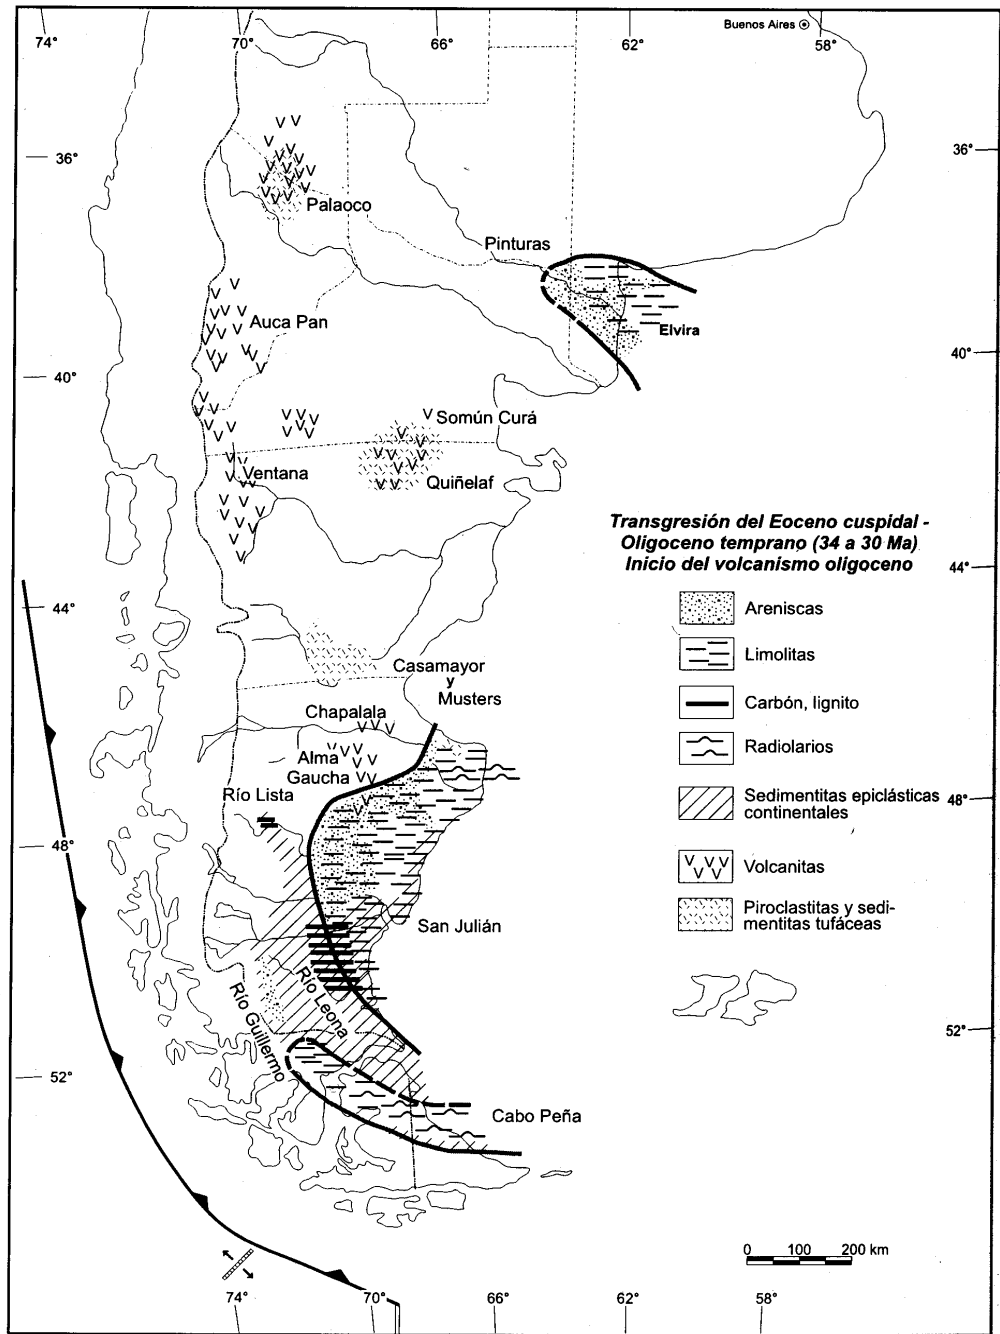 Buenos Aires
74°
70°
66°
62°
58°
36°
36°
Palaoco
Pinturas
Auca Pan
Elvira
40°
40°
Somún Curá
Ventana
Quiñelaf
Transgresión del Eoceno cuspidal -
Oligoceno temprano (34 a 30 Ma)
Inicio del volcanismo oligoceno
44°
44°
Areniscas
Limolitas
Casamayor
y
Musters
Carbón, lignito
Chapalala
Radiolarios
Alma
Gaucha
Río Lista
Sedimentitas epiclásticas
continentales
48°
48°
Volcanitas
Piroclastitas y sedi-
mentitas tufáceas
San Julián
Río Leona
Río Guillermo
52°
52°
Cabo Peña
0 100 200 km
74°
70°
66°
62°
58°